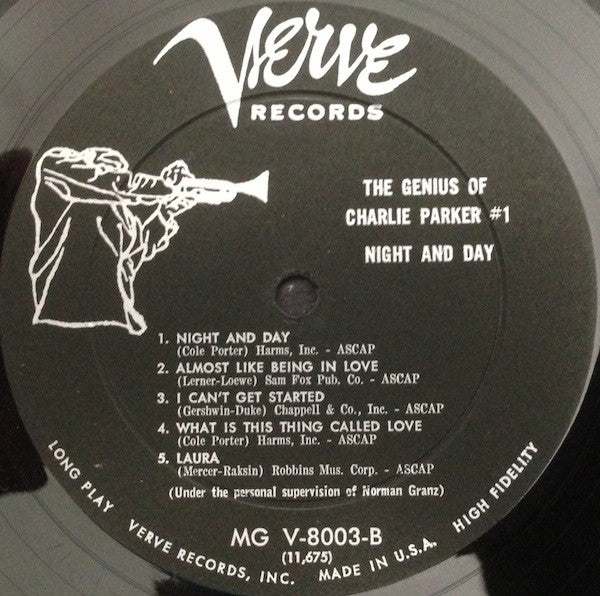 Verve
RECORDS
THE GENIUS OF
CHARLIE PARKER #1
NIGHT AND DAY
1. NIGHT AND DAY
(Cole Porter) Harms, Inc. - ASCAP
2. ALMOST LIKE BEING IN LOVE
(Lerner-Loewe) Sam Fox Pub. Co. - ASCAP
3. I CAN'T GET STARTED
(Gershwin-Duke) Chappell & Co., Inc. - ASCAP
4. WHAT IS THIS THING CALLED LOVE
(Cole Porter) Harms, Inc. - ASCAP
5. LAURA
(Mercer-Raksin) Robbins Mus. Corp. - ASCAP
(Under the personal supervision of Norman Granz)
MG V-8003-B
(11,675)
LONG PLAY VERVE RECORDS, INC. MADE IN U.S.A. HIGH FIDELITY